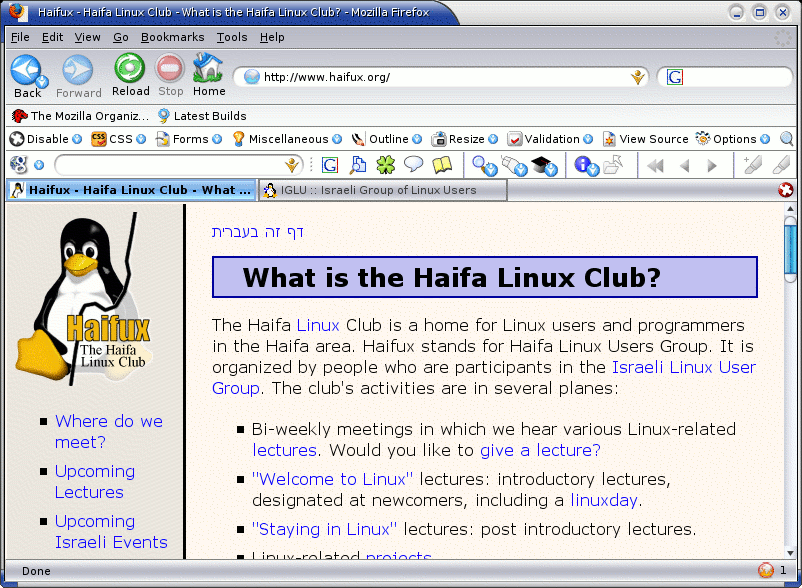 Haifux - Haifa Linux Club - What is the Haifa Linux Club? - Mozilla Firefox
File Edit View Go Bookmarks Tools Help
http://www.haifux.org/
Back Forward Reload Stop Home
The Mozilla Organiz... Latest Builds
Disable CSS Forms Miscellaneous Outline Resize Validation View Source Options
Haifux - Haifa Linux Club - What ... IGLU :: Israeli Group of Linux Users
Haifux
The Haifa
Linux Club
Where do we
meet?
Upcoming
Lectures
Upcoming
Israeli Events
דף זה בעברית
What is the Haifa Linux Club?
The Haifa Linux Club is a home for Linux users and programmers
in the Haifa area. Haifux stands for Haifa Linux Users Group. It is
organized by people who are participants in the Israeli Linux User
Group. The club's activities are in several planes:
Bi-weekly meetings in which we hear various Linux-related
lectures. Would you like to give a lecture?
"Welcome to Linux" lectures: introductory lectures,
designated at newcomers, including a linuxday.
"Staying in Linux" lectures: post introductory lectures.
Linux-related projects
Done 1